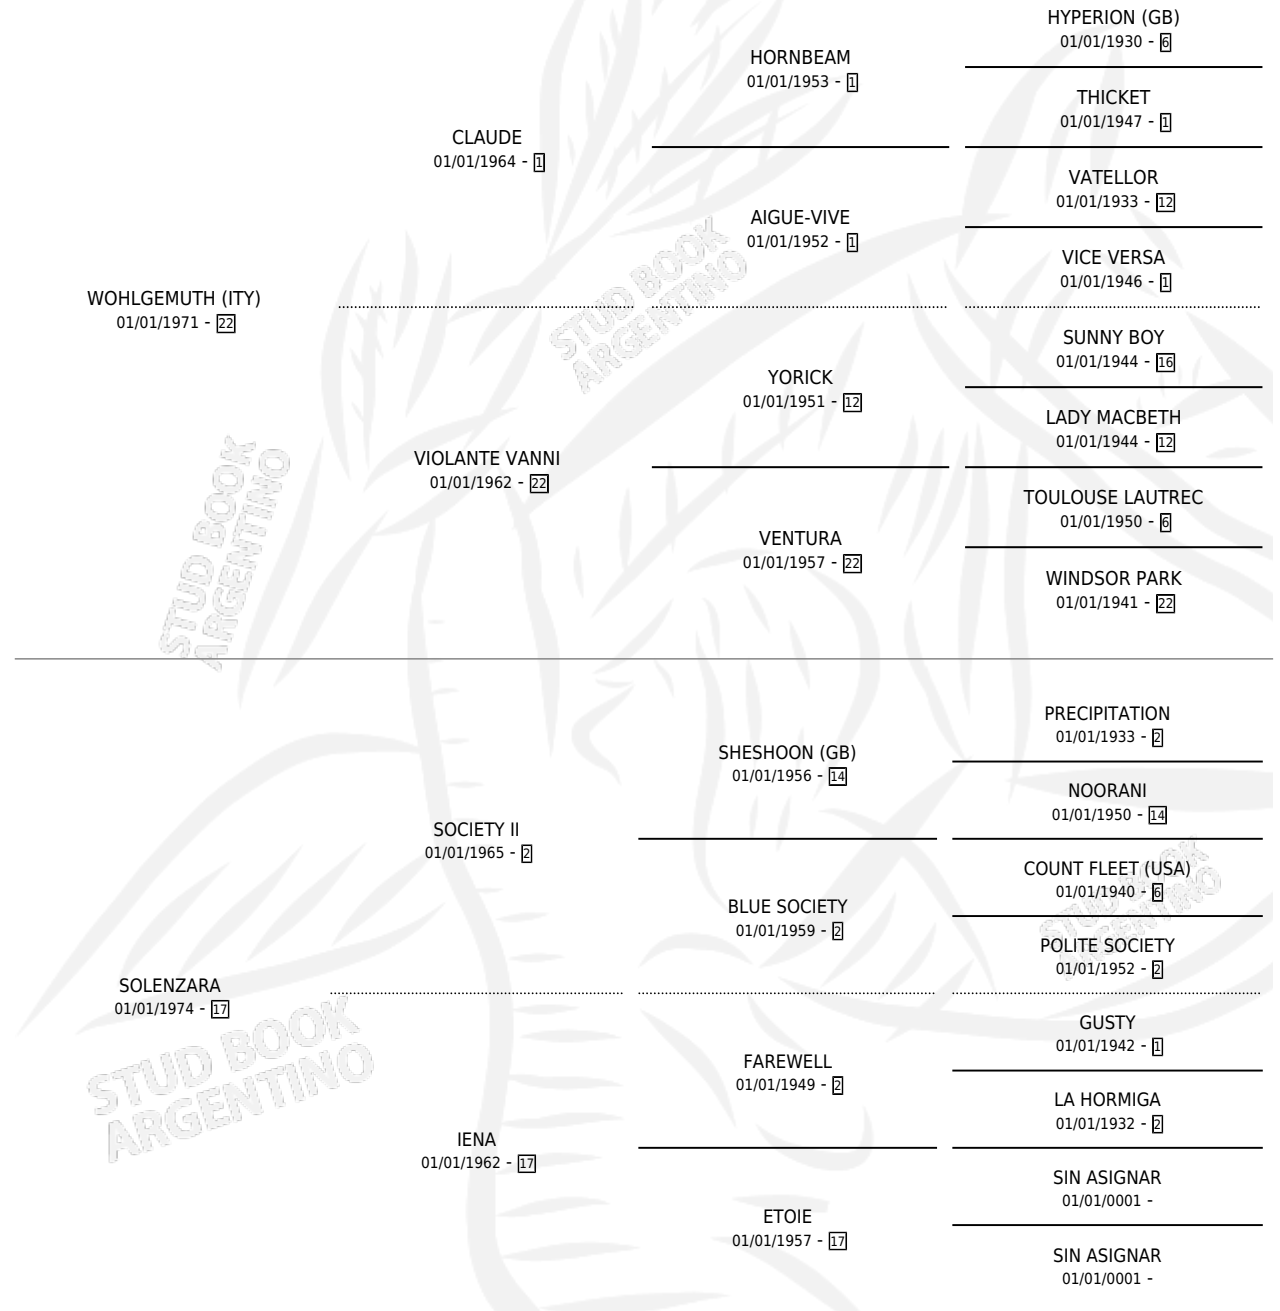 HYPERION (GB)
01/01/1930 - 6
HORNBEAM
01/01/1953 - 1
THICKET
01/01/1947 - 1
CLAUDE
01/01/1964 - 1
VATELLOR
01/01/1933 - 12
AIGUE-VIVE
01/01/1952 - 1
VICE VERSA
01/01/1946 - 1
WOHLGEMUTH (ITY)
01/01/1971 - 22
SUNNY BOY
01/01/1944 - 16
YORICK
01/01/1951 - 12
LADY MACBETH
01/01/1944 - 12
VIOLANTE VANNI
01/01/1962 - 22
TOULOUSE LAUTREC
01/01/1950 - 6
VENTURA
01/01/1957 - 22
WINDSOR PARK
01/01/1941 - 22
PRECIPITATION
01/01/1933 - 2
SHESHOON (GB)
01/01/1956 - 14
NOORANI
01/01/1950 - 14
SOCIETY II
01/01/1965 - 2
COUNT FLEET (USA)
01/01/1940 - 6
BLUE SOCIETY
01/01/1959 - 2
POLITE SOCIETY
01/01/1952 - 2
SOLENZARA
01/01/1974 - 17
GUSTY
01/01/1942 - 1
FAREWELL
01/01/1949 - 2
LA HORMIGA
01/01/1932 - 2
IENA
01/01/1962 - 17
SIN ASIGNAR
01/01/0001 -
ETOIE
01/01/1957 - 17
SIN ASIGNAR
01/01/0001 -
STUD BOOK
ARGENTINO
STUD BOOK
ARGENTINO
STUD BOOK
ARGENTINO
STUD BOOK
ARGENTINO